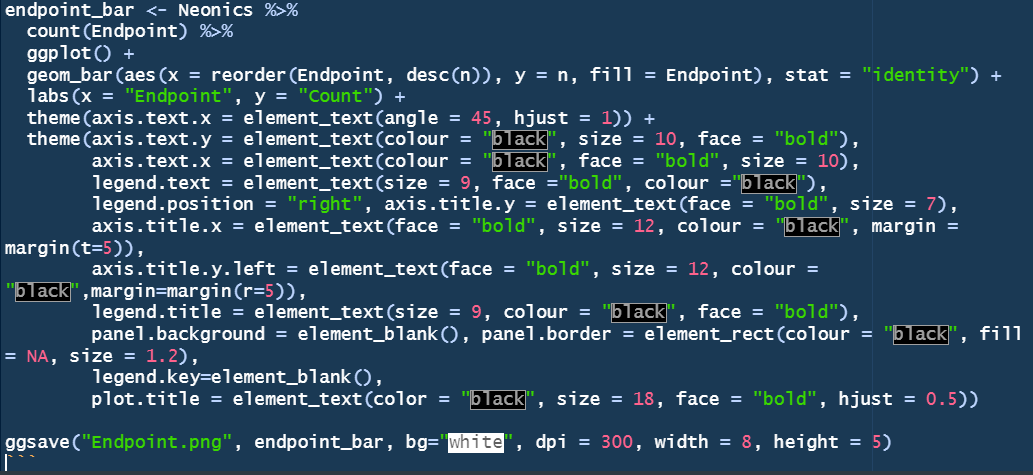 endpoint_bar <- Neonics %>%
  count(Endpoint) %>%
  ggplot() +
  geom_bar(aes(x = reorder(Endpoint, desc(n)), y = n, fill = Endpoint), stat = "identity") +
  labs(x = "Endpoint", y = "Count") +
  theme(axis.text.x = element_text(angle = 45, hjust = 1)) +
  theme(axis.text.y = element_text(colour = "black", size = 10, face = "bold"),
        axis.text.x = element_text(colour = "black", face = "bold", size = 10),
        legend.text = element_text(size = 9, face ="bold", colour ="black"),
        legend.position = "right", axis.title.y = element_text(face = "bold", size = 7),
        axis.title.x = element_text(face = "bold", size = 12, colour = "black", margin =
margin(t=5)),
        axis.title.y.left = element_text(face = "bold", size = 12, colour =
"black",margin=margin(r=5)),
        legend.title = element_text(size = 9, colour = "black", face = "bold"),
        panel.background = element_blank(), panel.border = element_rect(colour = "black", fill
= NA, size = 1.2),
        legend.key=element_blank(),
        plot.title = element_text(color = "black", size = 18, face = "bold", hjust = 0.5))

ggsave("Endpoint.png", endpoint_bar, bg="white", dpi = 300, width = 8, height = 5)
```